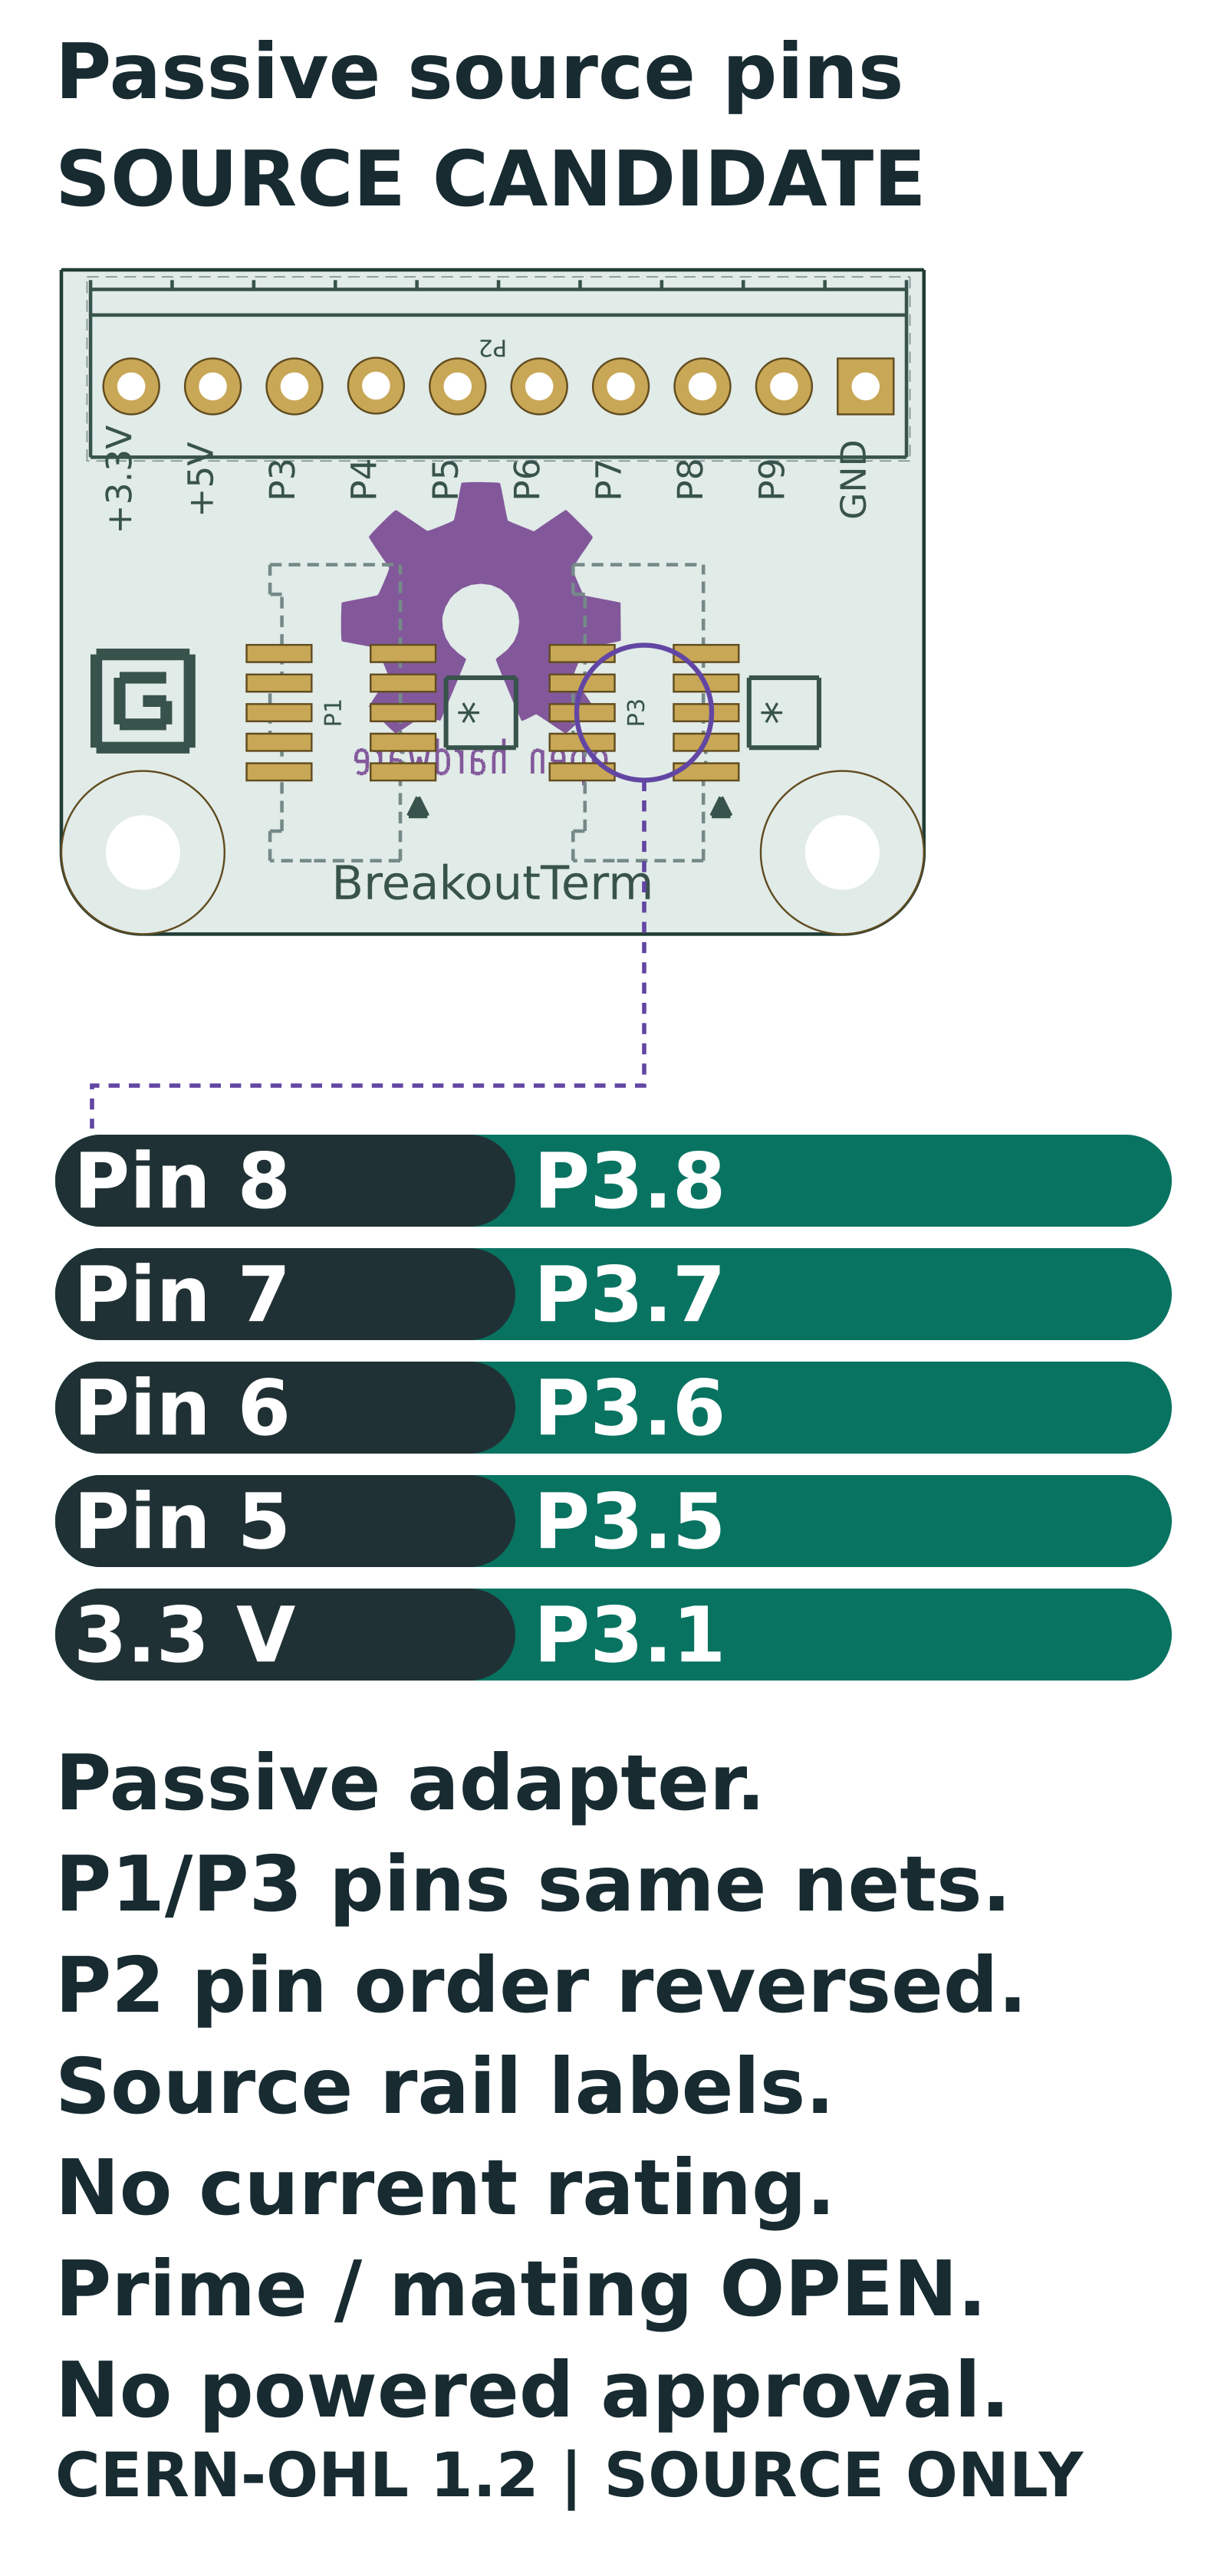 Passive source pins
SOURCE CANDIDATE
P2
+3.3V +5V P3 P4 P5 P6 P7 P8 P9 GND
G
P1 * P3 *
open hardware
BreakoutTerm
Pin 8 P3.8
Pin 7 P3.7
Pin 6 P3.6
Pin 5 P3.5
3.3 V P3.1
Passive adapter.
P1/P3 pins same nets.
P2 pin order reversed.
Source rail labels.
No current rating.
Prime / mating OPEN.
No powered approval.
CERN-OHL 1.2 | SOURCE ONLY